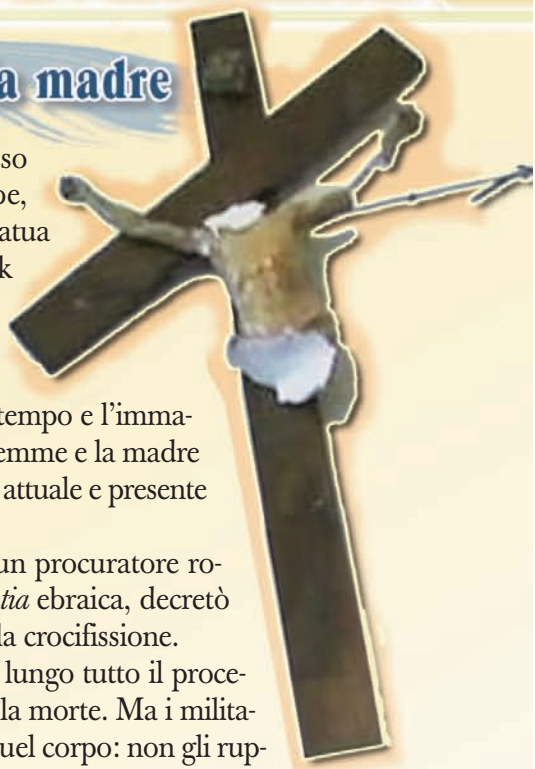 a madre
so
pe,
atua
k
tempo e l'imma-
emme e la madre
attuale e presente
un procuratore ro-
tia ebraica, decretò
la crocifissione.
lungo tutto il proce-
la morte. Ma i milita-
quel corpo: non gli rup-